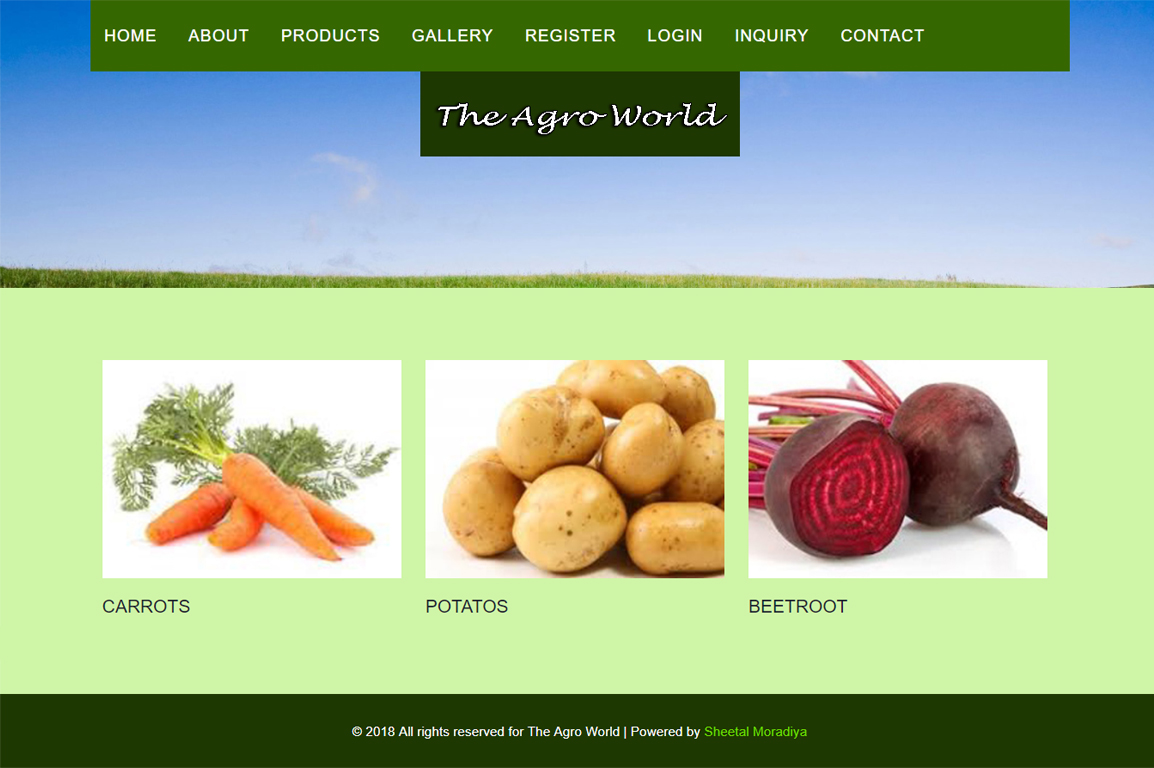 HOME ABOUT PRODUCTS GALLERY REGISTER LOGIN INQUIRY CONTACT
The Agro World
CARROTS POTATOS BEETROOT
© 2018 All rights reserved for The Agro World | Powered by Sheetal Moradiya